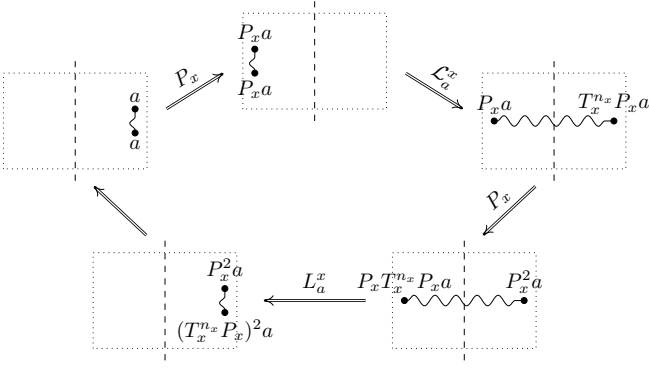 P_x a
P_x a
P_x
𝓛_a^x
a
a
P_x a
T_x^{n_x} P_x a
P_x
P_x^2 a
(T_x^{n_x} P_x)^2 a
L_a^x
P_x T_x^{n_x} P_x a
P_x^2 a